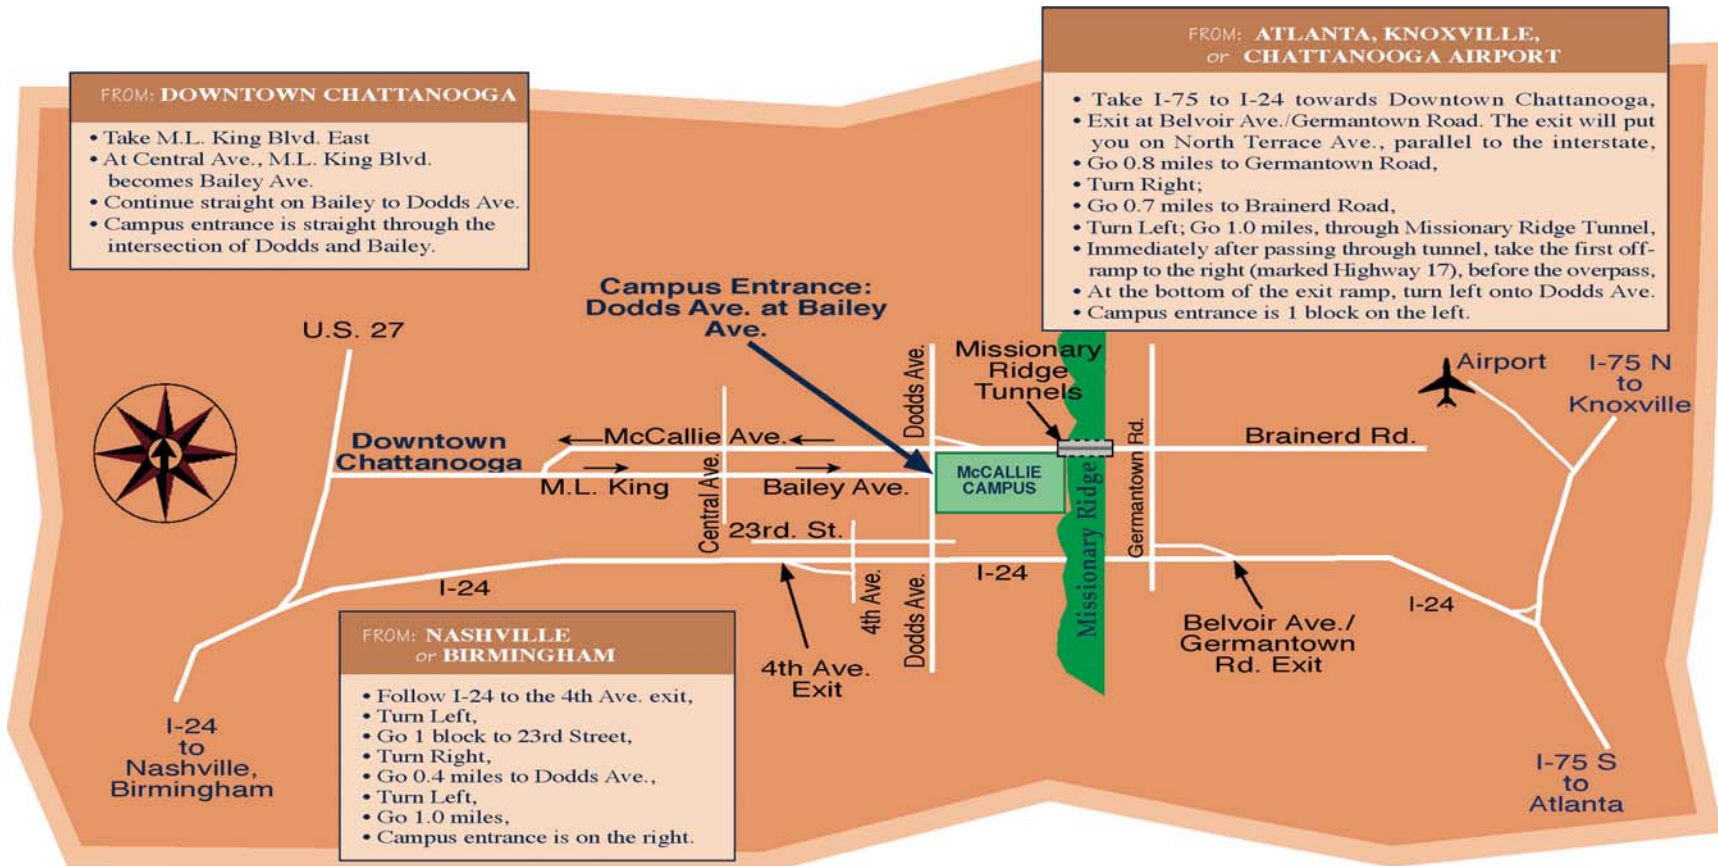 FROM: DOWNTOWN CHATTANOOGA
• Take M.L. King Blvd. East
• At Central Ave., M.L. King Blvd.
becomes Bailey Ave.
• Continue straight on Bailey to Dodds Ave.
• Campus entrance is straight through the
intersection of Dodds and Bailey.
FROM: ATLANTA, KNOXVILLE,
or CHATTANOOGA AIRPORT
• Take I-75 to I-24 towards Downtown Chattanooga,
• Exit at Belvoir Ave./Germantown Road. The exit will put
you on North Terrace Ave., parallel to the interstate,
• Go 0.8 miles to Germantown Road,
• Turn Right;
• Go 0.7 miles to Brainerd Road,
• Turn Left; Go 1.0 miles, through Missionary Ridge Tunnel,
• Immediately after passing through tunnel, take the first off-
ramp to the right (marked Highway 17), before the overpass,
• At the bottom of the exit ramp, turn left onto Dodds Ave.
• Campus entrance is 1 block on the left.
Campus Entrance:
Dodds Ave. at Bailey
Ave.
U.S. 27
Downtown
Chattanooga
McCallie Ave.
M.L. King
Bailey Ave.
Central Ave.
Dodds Ave.
Missionary
Ridge
Tunnels
McCALLIE
CAMPUS
Missionary Ridge
Germantown Rd.
Brainerd Rd.
Airport
I-75 N
to
Knoxville
23rd. St.
I-24
4th Ave.
Dodds Ave.
I-24
I-24
4th Ave.
Exit
Belvoir Ave./
Germantown
Rd. Exit
I-24
to
Nashville,
Birmingham
I-75 S
to
Atlanta
FROM: NASHVILLE
or BIRMINGHAM
• Follow I-24 to the 4th Ave. exit,
• Turn Left,
• Go 1 block to 23rd Street,
• Turn Right,
• Go 0.4 miles to Dodds Ave.,
• Turn Left,
• Go 1.0 miles,
• Campus entrance is on the right.